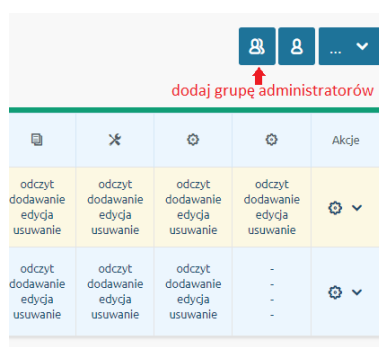 ...
dodaj grupę administratorów
Akcje
odczyt odczyt odczyt odczyt
dodawanie dodawanie dodawanie dodawanie
edycja edycja edycja edycja
usuwanie usuwanie usuwanie usuwanie
odczyt odczyt odczyt -
dodawanie dodawanie dodawanie -
edycja edycja edycja -
usuwanie usuwanie usuwanie -